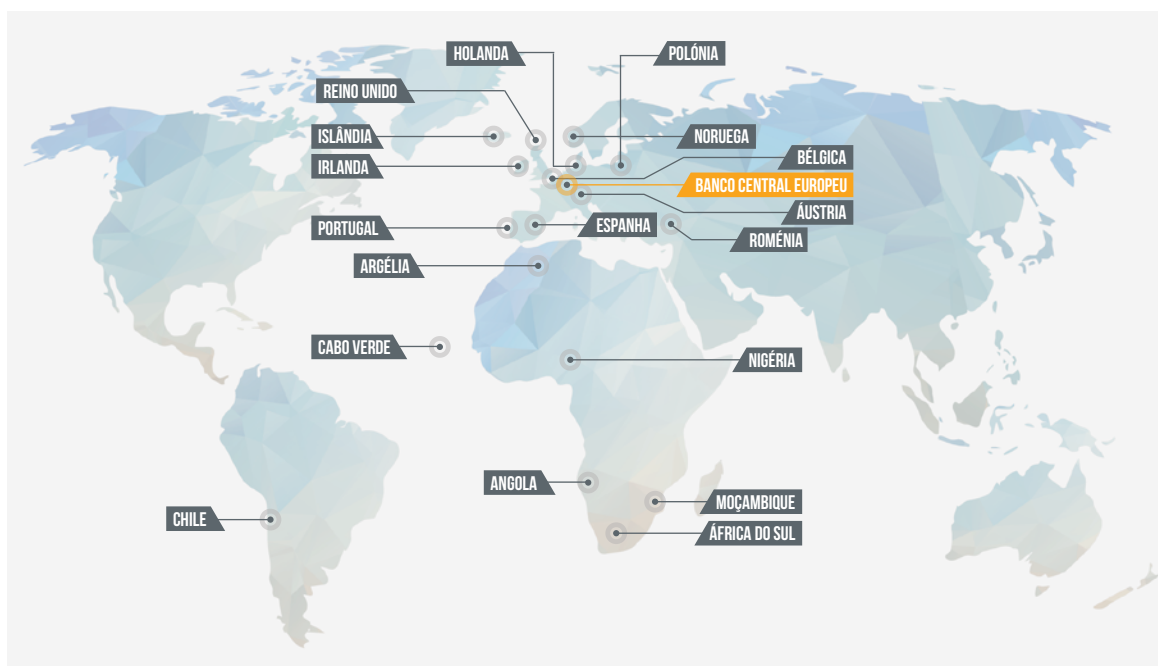 HOLANDA
POLÓNIA
REINO UNIDO
ISLÂNDIA
NORUEGA
BÉLGICA
IRLANDA
BANCO CENTRAL EUROPEU
ÁUSTRIA
PORTUGAL
ESPANHA
ROMÉNIA
ARGÉLIA
CABO VERDE
NIGÉRIA
ANGOLA
MOÇAMBIQUE
CHILE
ÁFRICA DO SUL